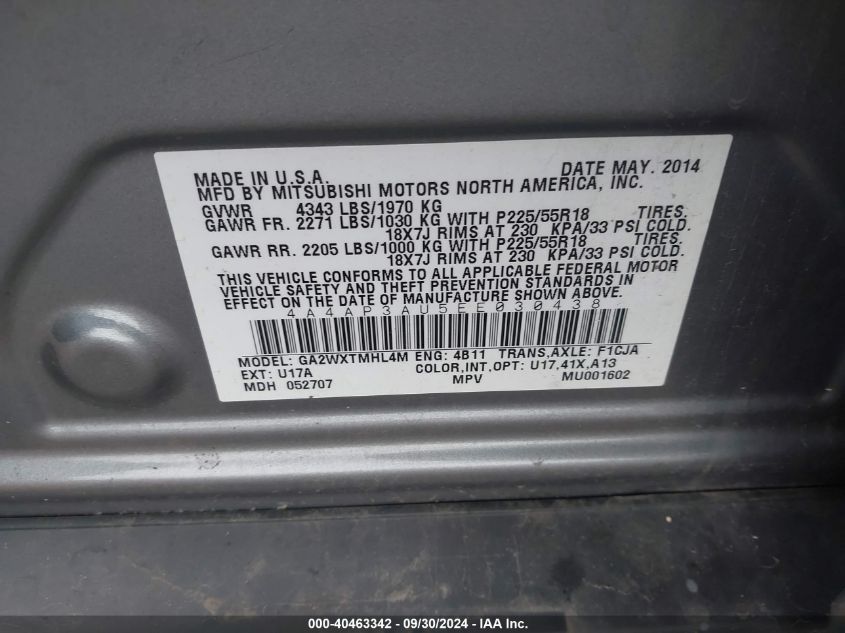 MADE IN U.S.A. DATE MAY. 2014
MFD BY MITSUBISHI MOTORS NORTH AMERICA, INC.
GVWR 4343 LBS/1970 KG
GAWR FR. 2271 LBS/1030 KG WITH P225/55R18 TIRES.
18X7J RIMS AT 230 KPA/33 PSI COLD.
GAWR RR. 2205 LBS/1000 KG WITH P225/55R18 TIRES.
18X7J RIMS AT 230 KPA/33 PSI COLD.
THIS VEHICLE CONFORMS TO ALL APPLICABLE FEDERAL MOTOR
VEHICLE SAFETY AND THEFT PREVENTION STANDARDS IN
EFFECT ON THE DATE OF MANUFACTURE SHOWN ABOVE.
4A4AP3AU5EE030438
MODEL: GA2WXTMHL4M ENG: 4B11 TRANS,AXLE: F1CJA
EXT: U17A COLOR,INT,OPT: U17,41X,A13
MDH 052707 MPV MU001602
000-40463342 - 09/30/2024 - IAA Inc.